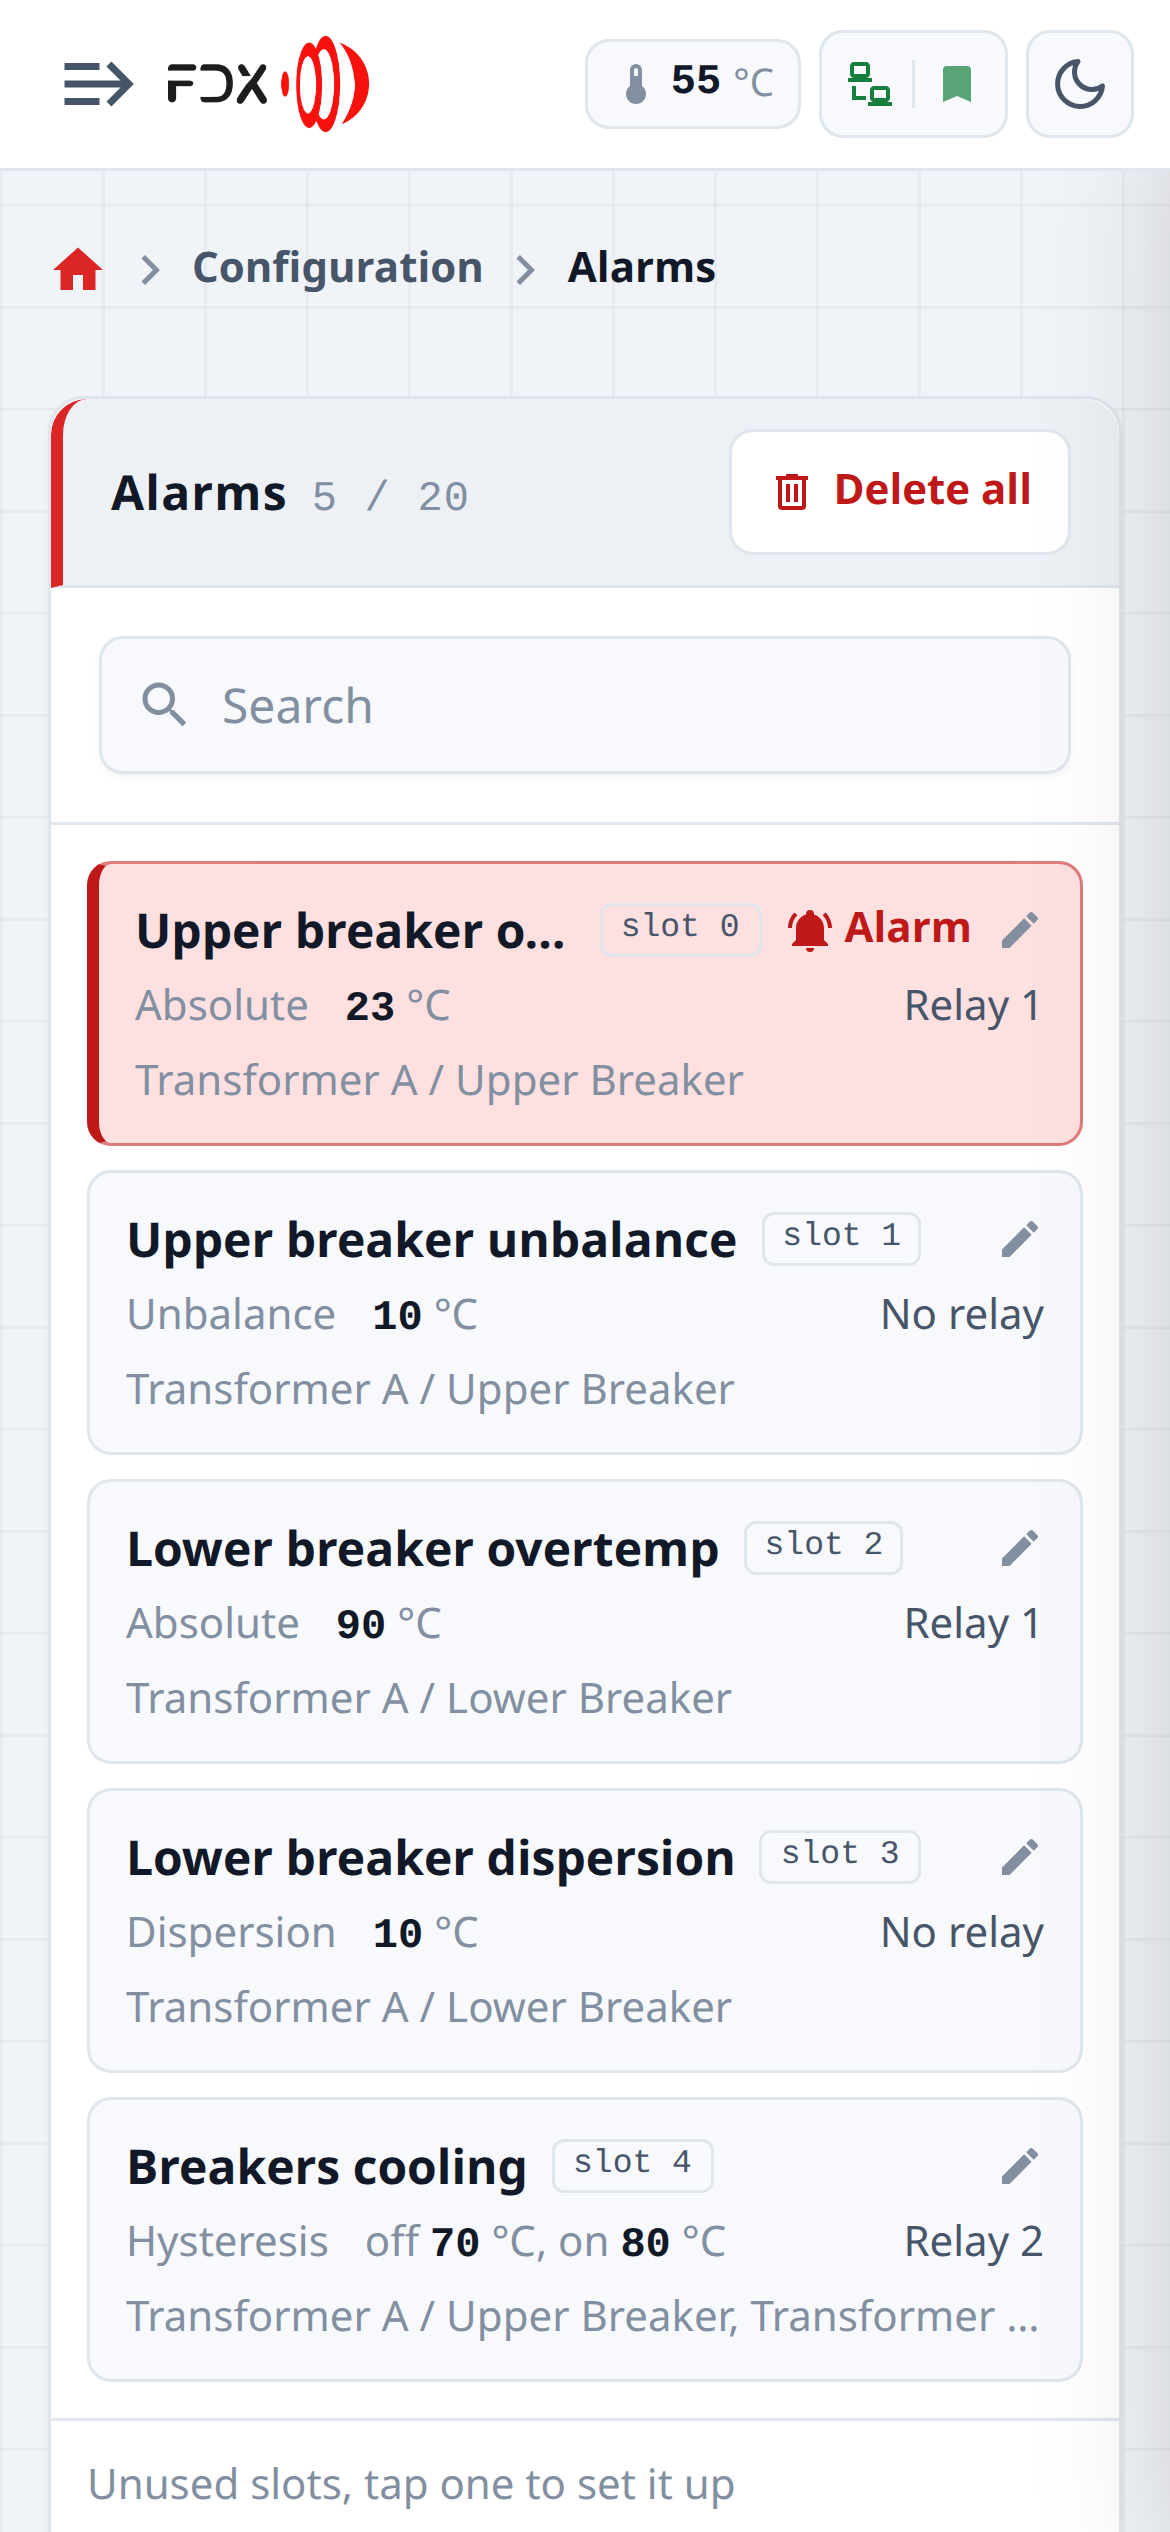 FDX
55 °C
Configuration
Alarms
Alarms 5 / 20
Delete all
Search
Upper breaker o... slot 0 Alarm
Absolute 23 °C Relay 1
Transformer A / Upper Breaker
Upper breaker unbalance slot 1
Unbalance 10 °C No relay
Transformer A / Upper Breaker
Lower breaker overtemp slot 2
Absolute 90 °C Relay 1
Transformer A / Lower Breaker
Lower breaker dispersion slot 3
Dispersion 10 °C No relay
Transformer A / Lower Breaker
Breakers cooling slot 4
Hysteresis off 70 °C, on 80 °C Relay 2
Transformer A / Upper Breaker, Transformer ...
Unused slots, tap one to set it up